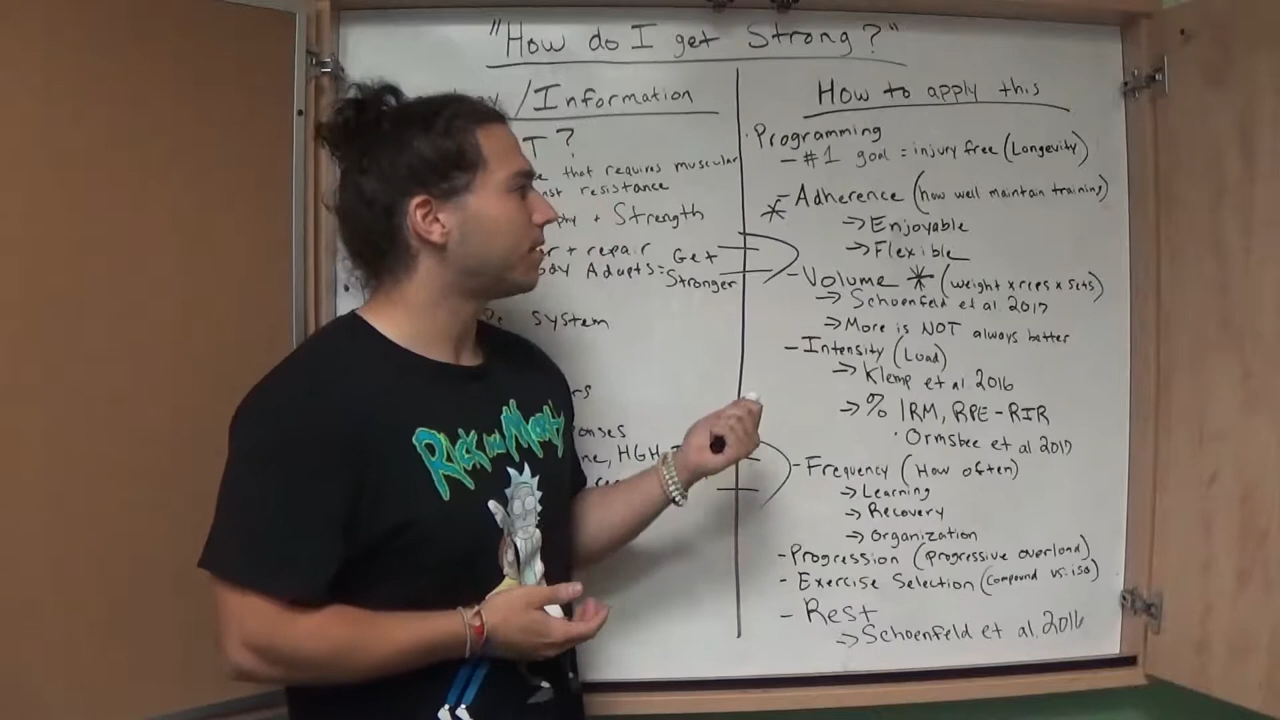 "How do I get Strong?"
/Information
T?
that requires muscular
resistance
+ Strength
+ repair
Adapts = Get
Stronger
system
HGH
Rick and Morty
How to apply this
Programming
- #1 goal = injury free (Longevity)
* - Adherence (how well maintain training)
→ Enjoyable
→ Flexible
- Volume * (weight x reps x sets)
→ Schoenfeld et al. 2017
→ More is NOT always better
- Intensity (Load)
→ Klemp et al 2016
→ % 1RM, RPE-RIR
· Ormsbee et al 2017
- Frequency (How often)
→ Learning
→ Recovery
→ Organization
- Progression (progressive overload)
- Exercise Selection (compound vs. iso)
- Rest
→ Schoenfeld et al. 2016